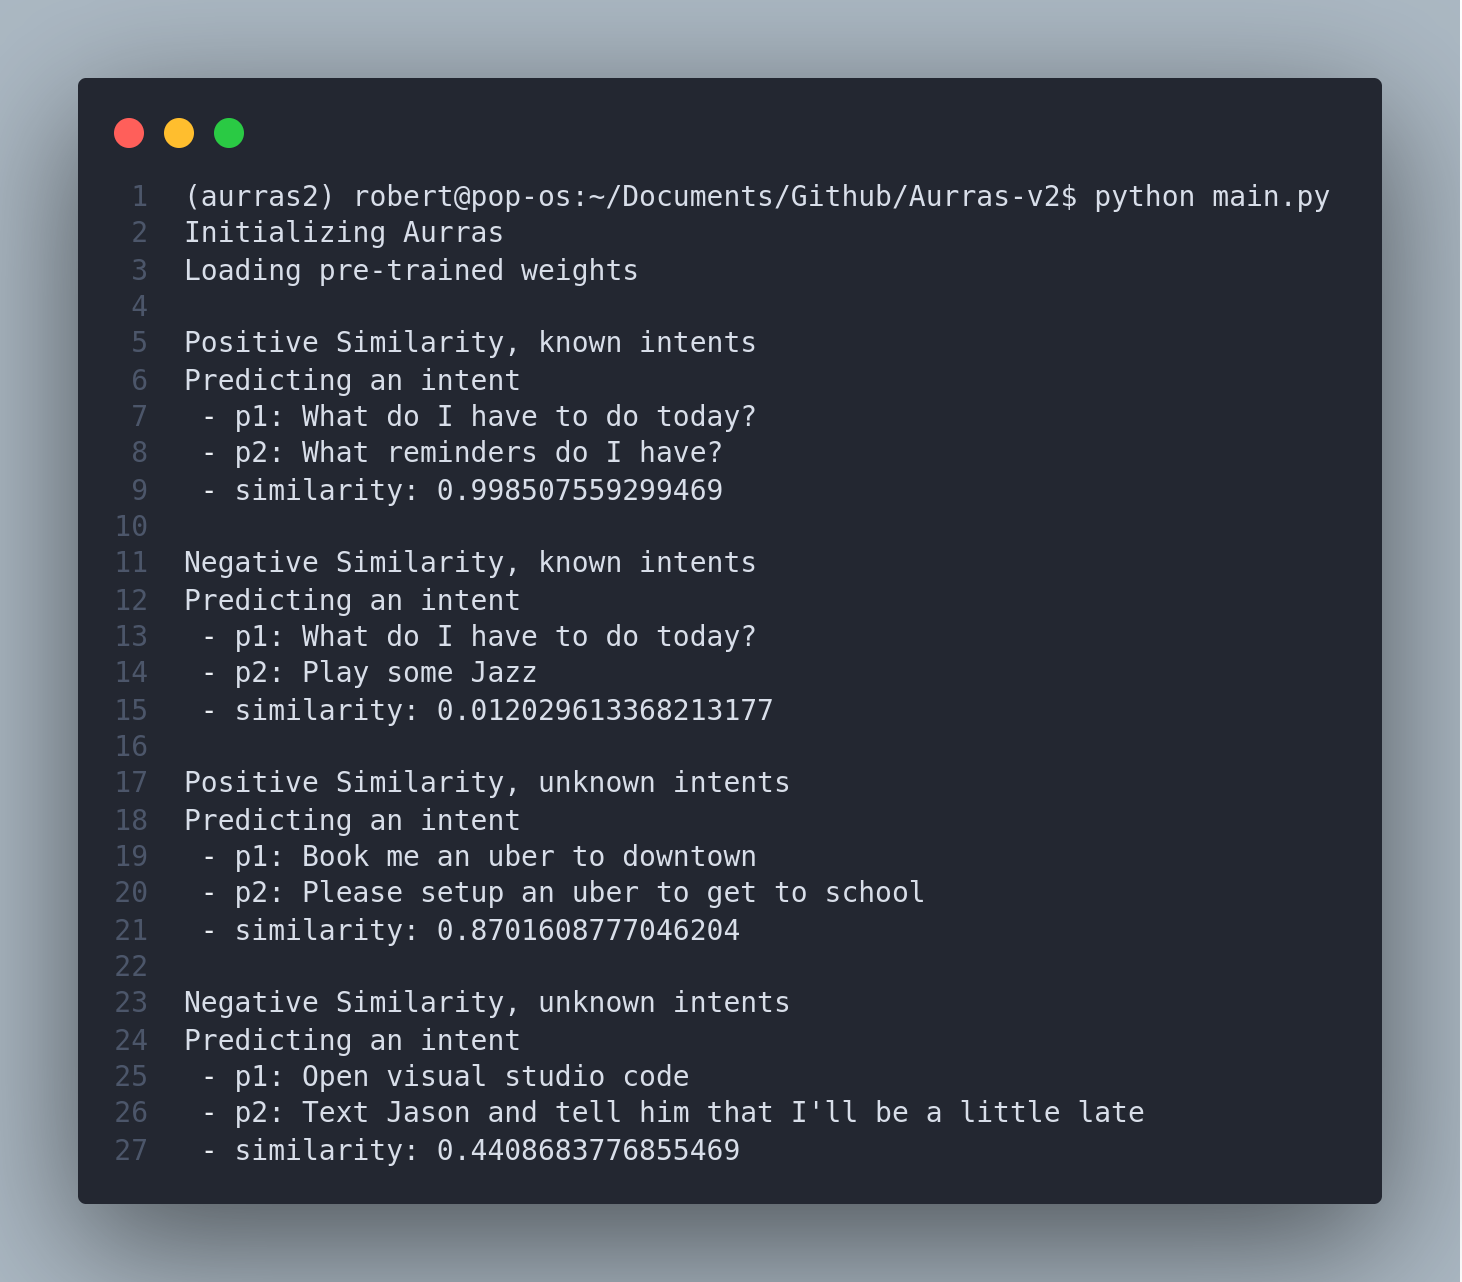 1 (aurras2) robert@pop-os:~/Documents/Github/Aurras-v2$ python main.py
2 Initializing Aurras
3 Loading pre-trained weights
4
5 Positive Similarity, known intents
6 Predicting an intent
7  - p1: What do I have to do today?
8  - p2: What reminders do I have?
9  - similarity: 0.998507559299469
10
11 Negative Similarity, known intents
12 Predicting an intent
13  - p1: What do I have to do today?
14  - p2: Play some Jazz
15  - similarity: 0.012029613368213177
16
17 Positive Similarity, unknown intents
18 Predicting an intent
19  - p1: Book me an uber to downtown
20  - p2: Please setup an uber to get to school
21  - similarity: 0.8701608777046204
22
23 Negative Similarity, unknown intents
24 Predicting an intent
25  - p1: Open visual studio code
26  - p2: Text Jason and tell him that I'll be a little late
27  - similarity: 0.4408683776855469